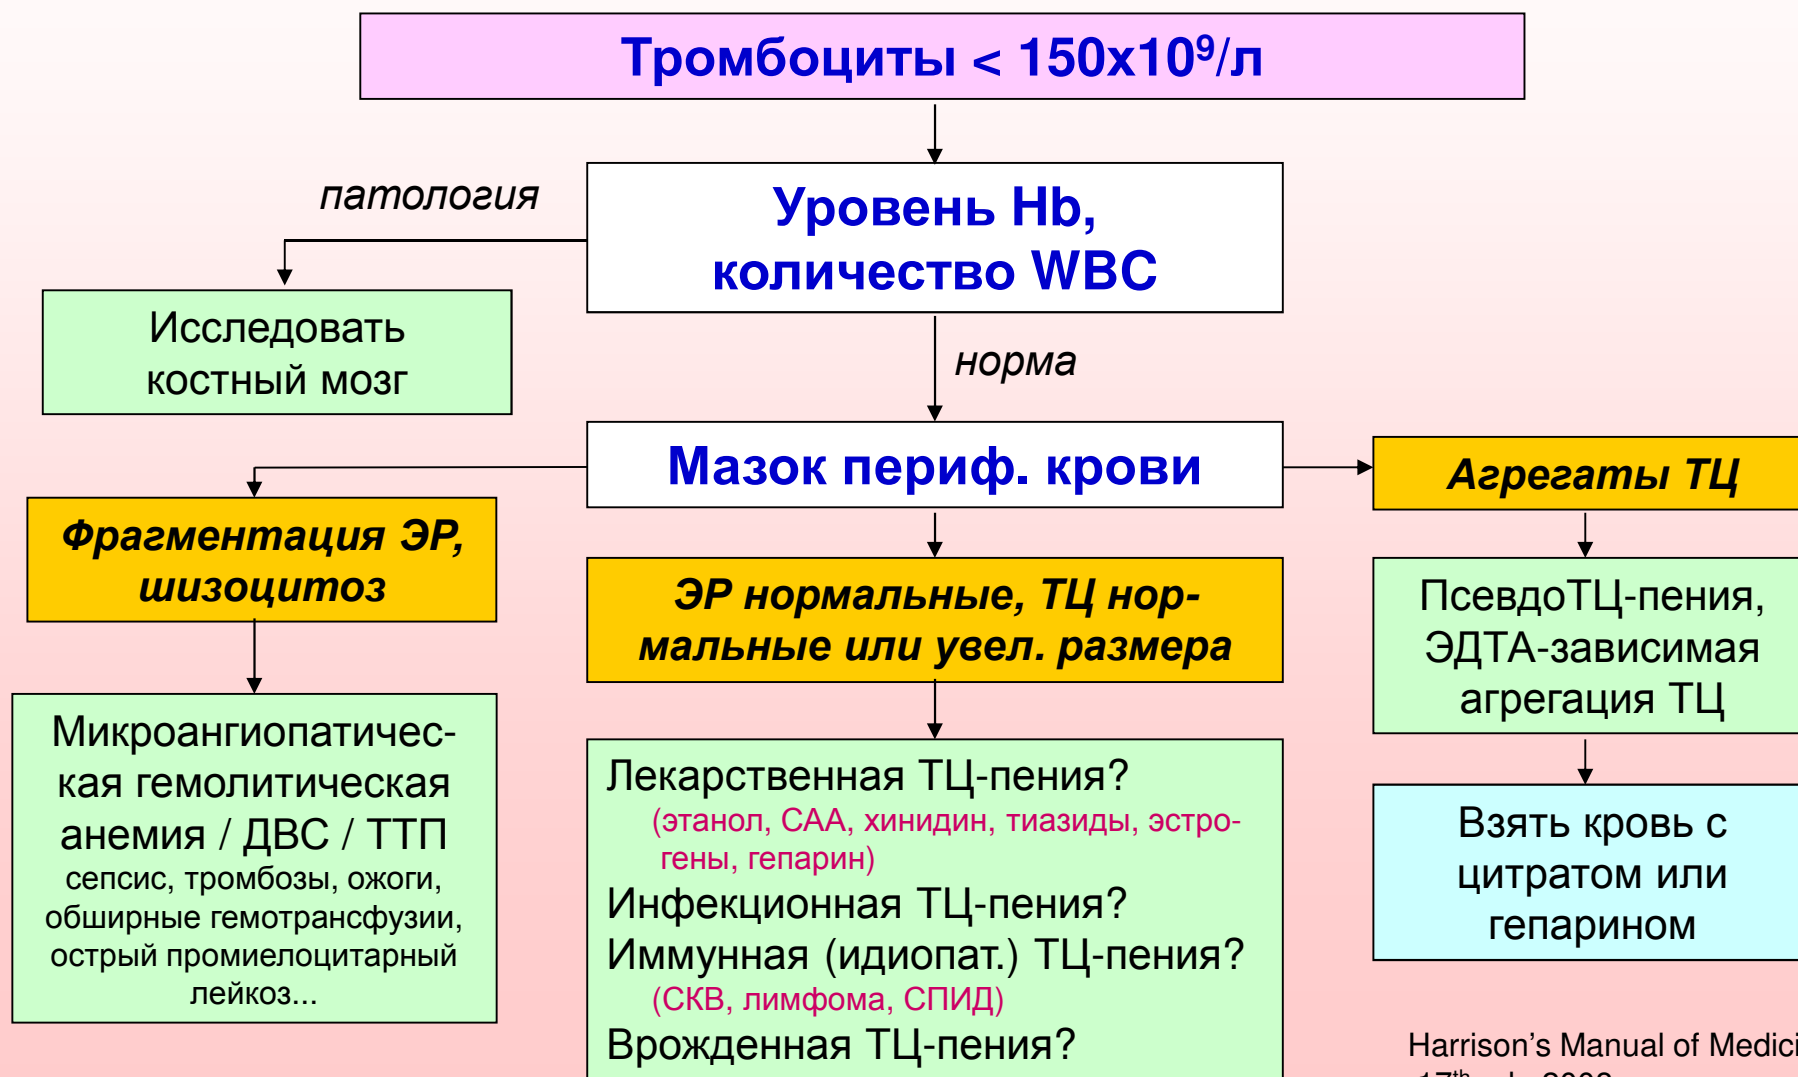 Тромбоциты < 150x10⁹/л
патология
Уровень Hb,
количество WBC
Исследовать
костный мозг
норма
Мазок периф. крови
Агрегаты ТЦ
Фрагментация ЭР,
шизоцитоз
ЭР нормальные, ТЦ нор-
мальные или увел. размера
ПсевдоТЦ-пения,
ЭДТА-зависимая
агрегация ТЦ
Микроангиопатичес-
кая гемолитическая
анемия / ДВС / ТТП
сепсис, тромбозы, ожоги,
обширные гемотрансфузии,
острый промиелоцитарный
лейкоз...
Лекарственная ТЦ-пения?
(этанол, САА, хинидин, тиазиды, эстро-
гены, гепарин)
Инфекционная ТЦ-пения?
Иммунная (идиопат.) ТЦ-пения?
(СКВ, лимфома, СПИД)
Врожденная ТЦ-пения?
Взять кровь с
цитратом или
гепарином
Harrison's Manual of Medici